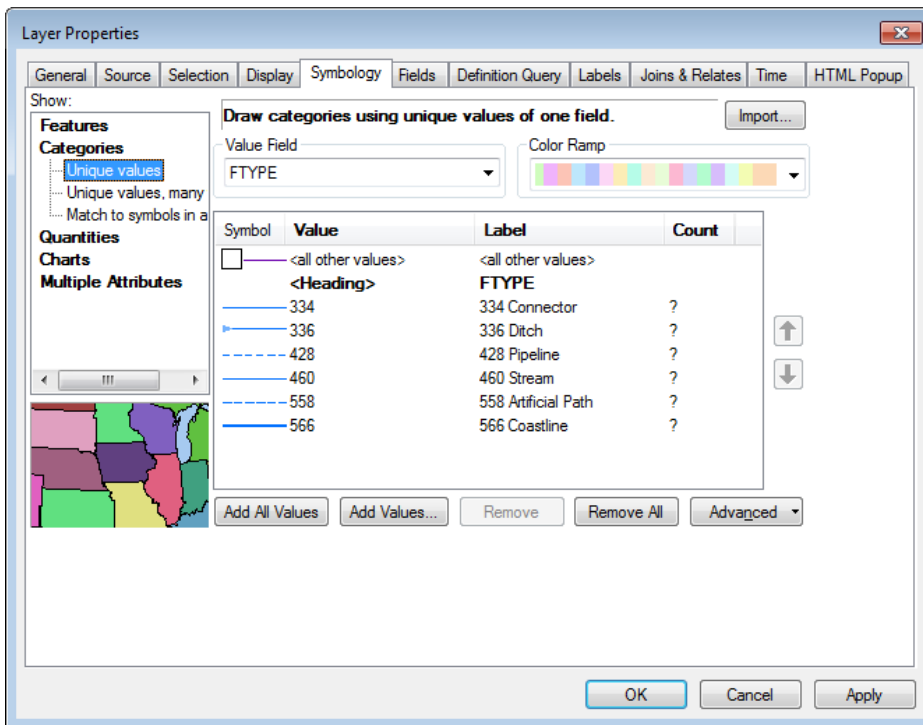 Layer Properties
General Source Selection Display Symbology Fields Definition Query Labels Joins & Relates Time HTML Popup
Show:
Features
Categories
Unique values
Unique values, many
Match to symbols in a
Quantities
Charts
Multiple Attributes
Draw categories using unique values of one field.
Import...
Value Field
FTYPE
Color Ramp
Symbol Value Label Count
<all other values> <all other values>
<Heading> FTYPE
334 334 Connector ?
336 336 Ditch ?
428 428 Pipeline ?
460 460 Stream ?
558 558 Artificial Path ?
566 566 Coastline ?
Add All Values Add Values... Remove Remove All Advanced
OK Cancel Apply